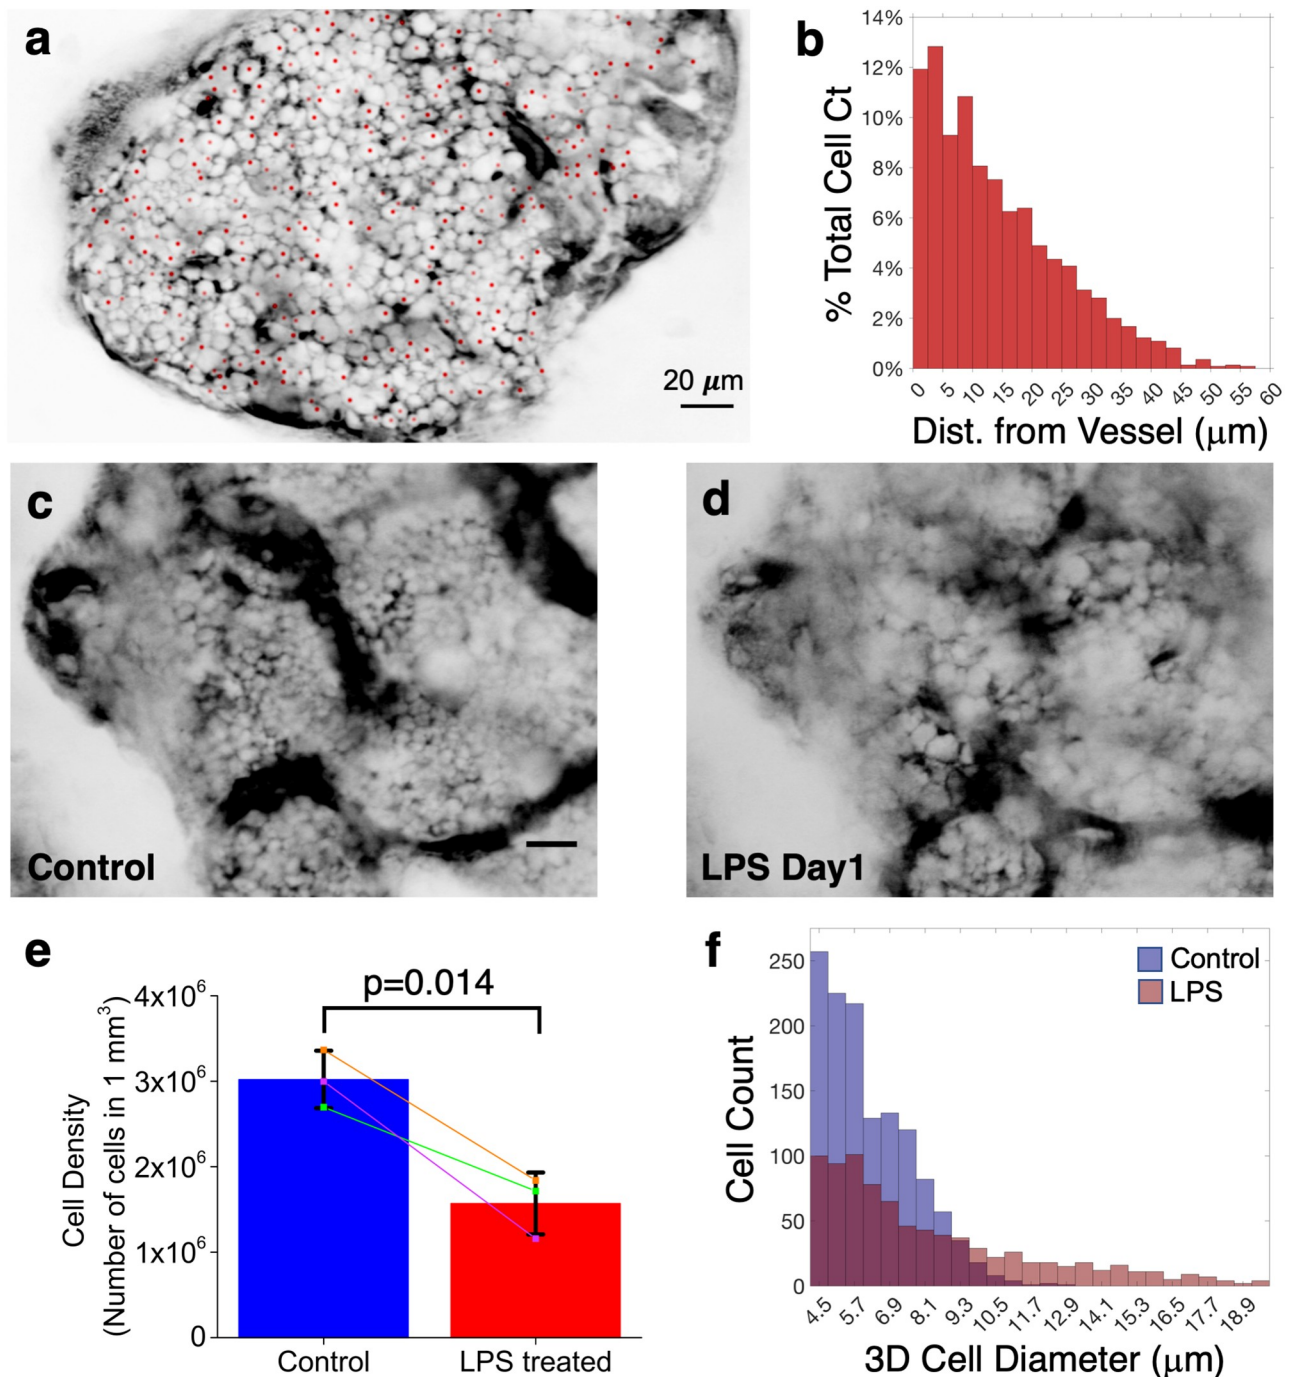 a
20 μm
b
% Total Cell Ct
14%
12%
10%
8%
6%
4%
2%
0%
0 5 10 15 20 25 30 35 40 45 50 55 60
Dist. from Vessel (μm)
c
Control
d
LPS Day1
e
p=0.014
Cell Density
(Number of cells in 1 mm³)
4x10⁶
3x10⁶
2x10⁶
1x10⁶
0
Control LPS treated
f
Control
LPS
Cell Count
250
200
150
100
50
0
4.5 5.7 6.9 8.1 9.3 10.5 11.7 12.9 14.1 15.3 16.5 17.7 18.9
3D Cell Diameter (μm)